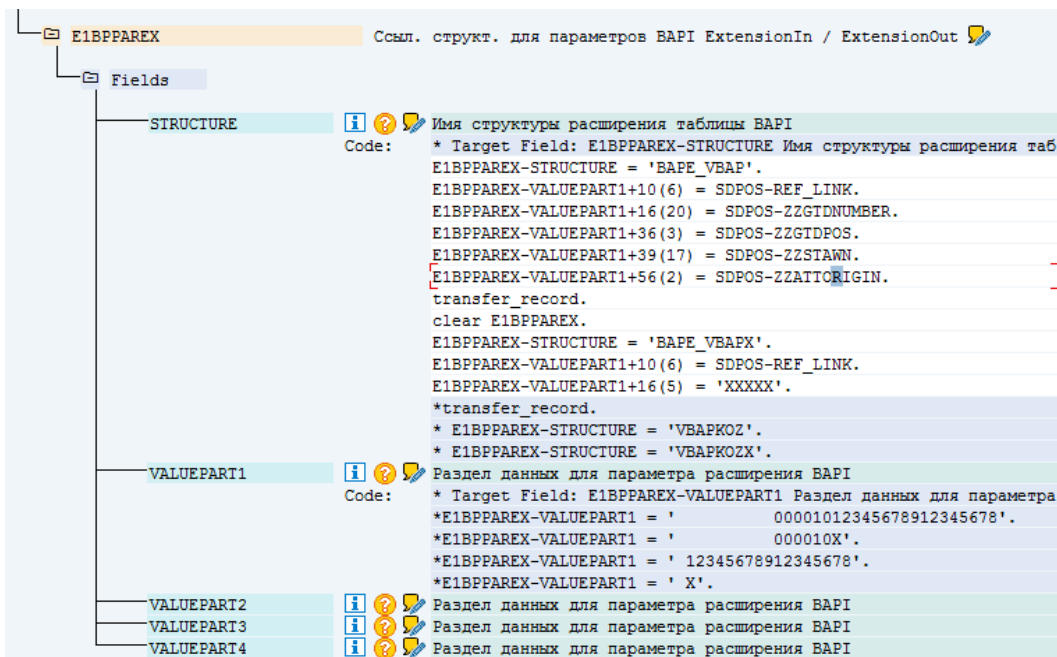 E1BPPAREX Ссыл. структ. для параметров BAPI ExtensionIn / ExtensionOut
Fields
STRUCTURE Имя структуры расширения таблицы BAPI
Code: * Target Field: E1BPPAREX-STRUCTURE Имя структуры расширения таб
E1BPPAREX-STRUCTURE = 'BAPE_VBAP'.
E1BPPAREX-VALUEPART1+10(6) = SDPOS-REF_LINK.
E1BPPAREX-VALUEPART1+16(20) = SDPOS-ZZGTDNUMBER.
E1BPPAREX-VALUEPART1+36(3) = SDPOS-ZZGTDPOS.
E1BPPAREX-VALUEPART1+39(17) = SDPOS-ZZSTAWN.
E1BPPAREX-VALUEPART1+56(2) = SDPOS-ZZATTORIGIN.
transfer_record.
clear E1BPPAREX.
E1BPPAREX-STRUCTURE = 'BAPE_VBAPX'.
E1BPPAREX-VALUEPART1+10(6) = SDPOS-REF_LINK.
E1BPPAREX-VALUEPART1+16(5) = 'XXXXX'.
*transfer_record.
* E1BPPAREX-STRUCTURE = 'VBAPKOZ'.
* E1BPPAREX-STRUCTURE = 'VBAPKOZX'.
VALUEPART1 Раздел данных для параметра расширения BAPI
Code: * Target Field: E1BPPAREX-VALUEPART1 Раздел данных для параметра
*E1BPPAREX-VALUEPART1 = '          00001012345678912345678'.
*E1BPPAREX-VALUEPART1 = '          000010X'.
*E1BPPAREX-VALUEPART1 = ' 12345678912345678'.
*E1BPPAREX-VALUEPART1 = ' X'.
VALUEPART2 Раздел данных для параметра расширения BAPI
VALUEPART3 Раздел данных для параметра расширения BAPI
VALUEPART4 Раздел данных для параметра расширения BAPI